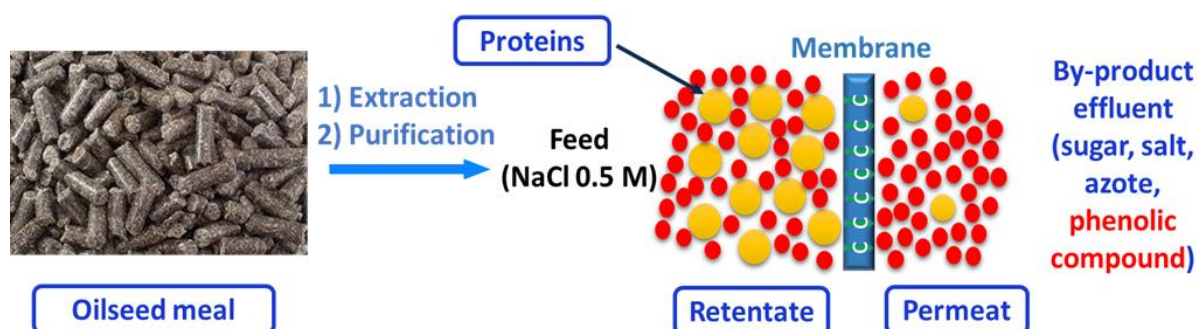 Proteins
Membrane
1) Extraction
2) Purification
Feed
(NaCl 0.5 M)
C
C
C
C
C
C
C
By-product
effluent
(sugar, salt,
azote,
phenolic
compound)
Oilseed meal
Retentate
Permeat